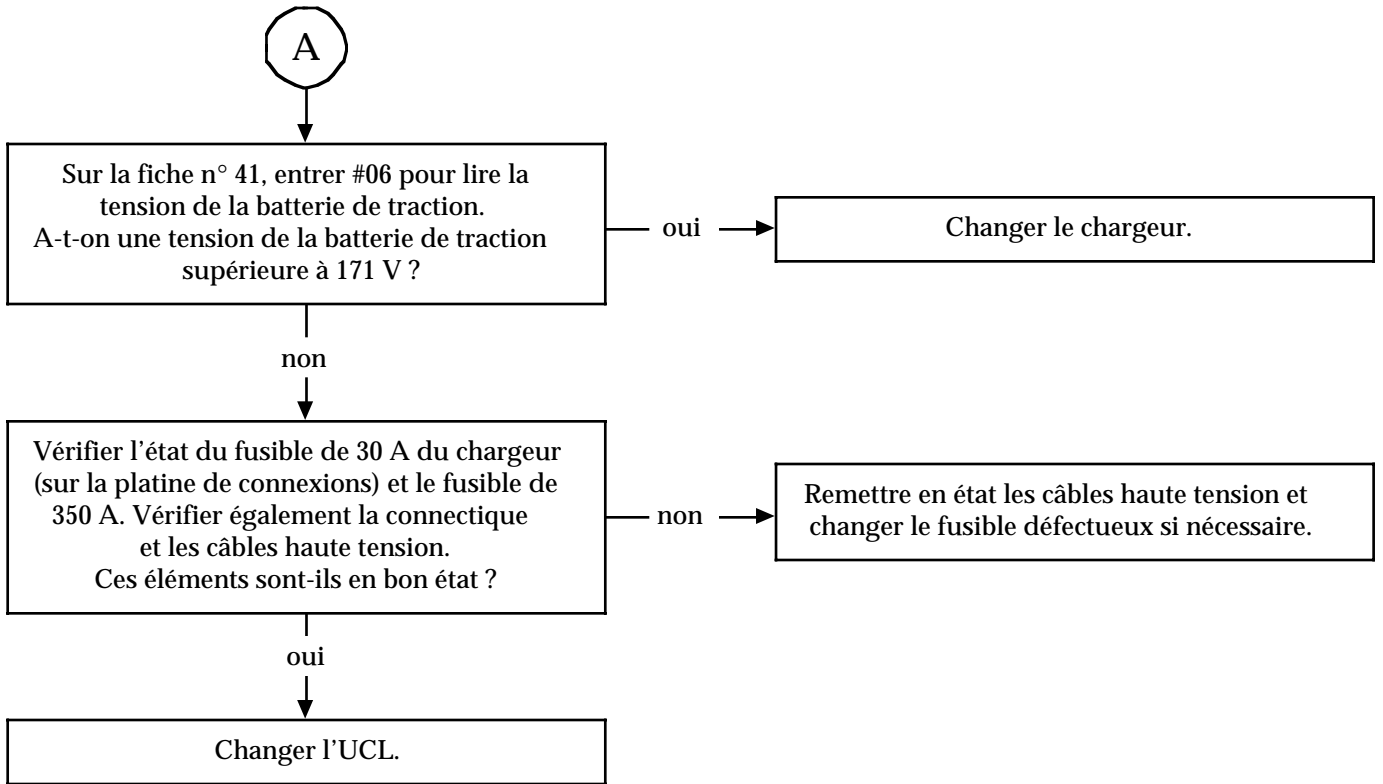 A
Sur la fiche n° 41, entrer #06 pour lire la
tension de la batterie de traction.
A-t-on une tension de la batterie de traction
supérieure à 171 V ?
oui
Changer le chargeur.
non
Vérifier l'état du fusible de 30 A du chargeur
(sur la platine de connexions) et le fusible de
350 A. Vérifier également la connectique
et les câbles haute tension.
Ces éléments sont-ils en bon état ?
non
Remettre en état les câbles haute tension et
changer le fusible défectueux si nécessaire.
oui
Changer l'UCL.